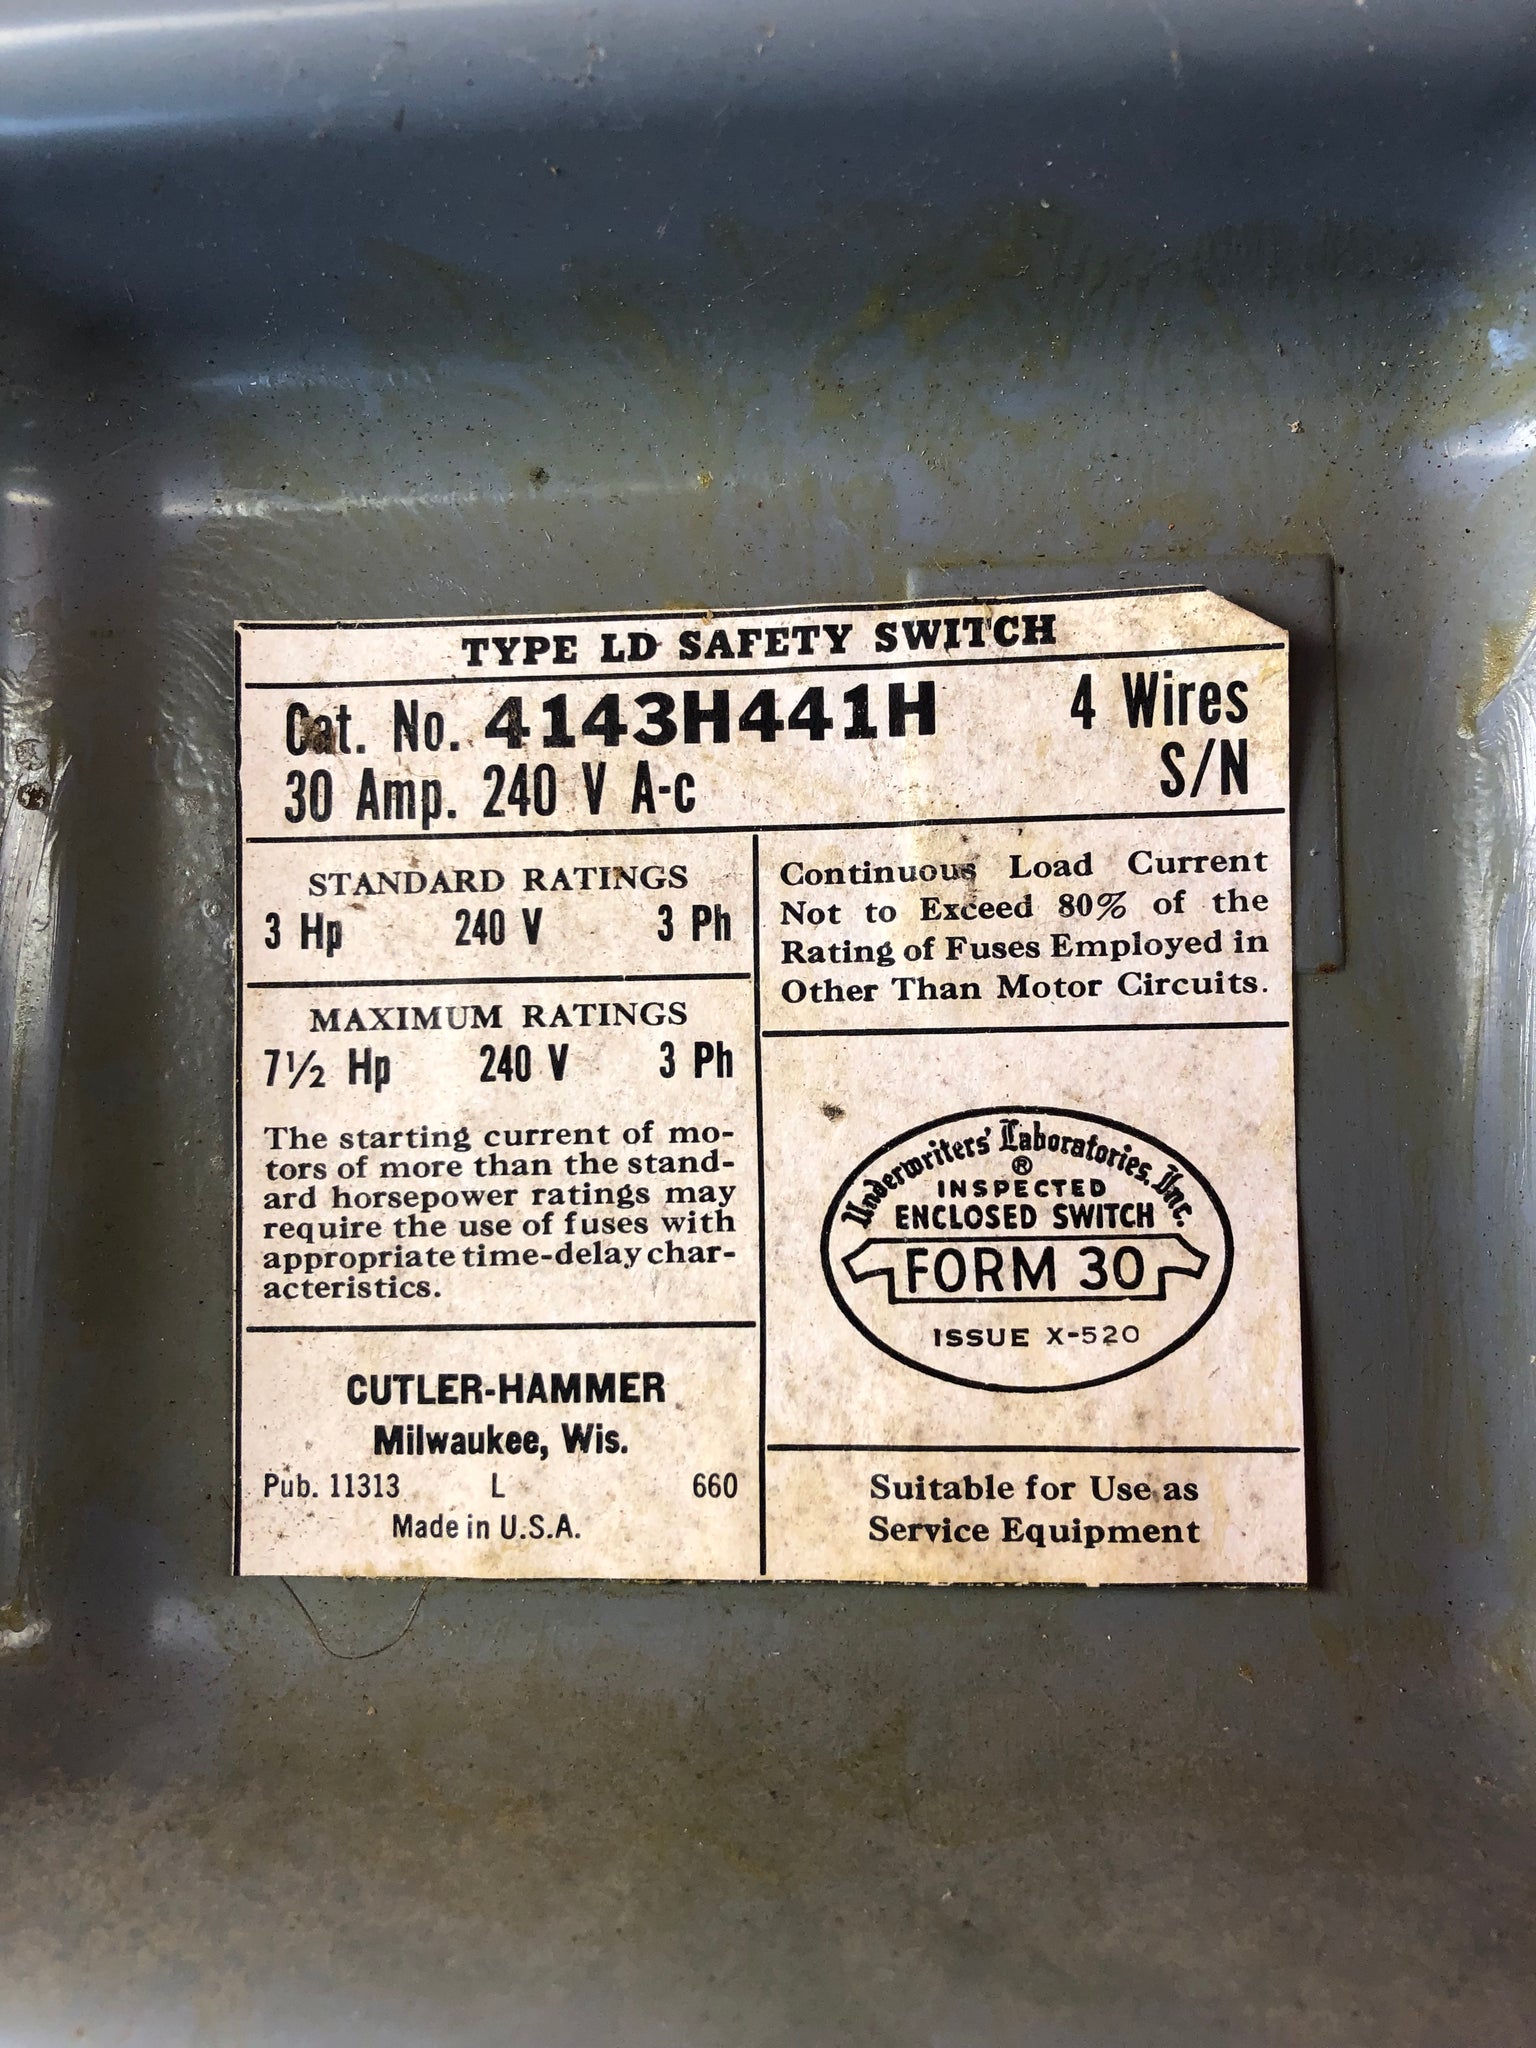 TYPE LD SAFETY SWITCH
Cat. No. 4143H441H 4 Wires
30 Amp. 240 V A-c S/N
STANDARD RATINGS
3 Hp 240 V 3 Ph
MAXIMUM RATINGS
7½ Hp 240 V 3 Ph
The starting current of mo-
tors of more than the stand-
ard horsepower ratings may
require the use of fuses with
appropriate time-delay char-
acteristics.
CUTLER-HAMMER
Milwaukee, Wis.
Pub. 11313 L 660
Made in U.S.A.
Continuous Load Current
Not to Exceed 80% of the
Rating of Fuses Employed in
Other Than Motor Circuits.
Underwriters' Laboratories, Inc.
®
INSPECTED
ENCLOSED SWITCH
FORM 30
ISSUE X-520
Suitable for Use as
Service Equipment